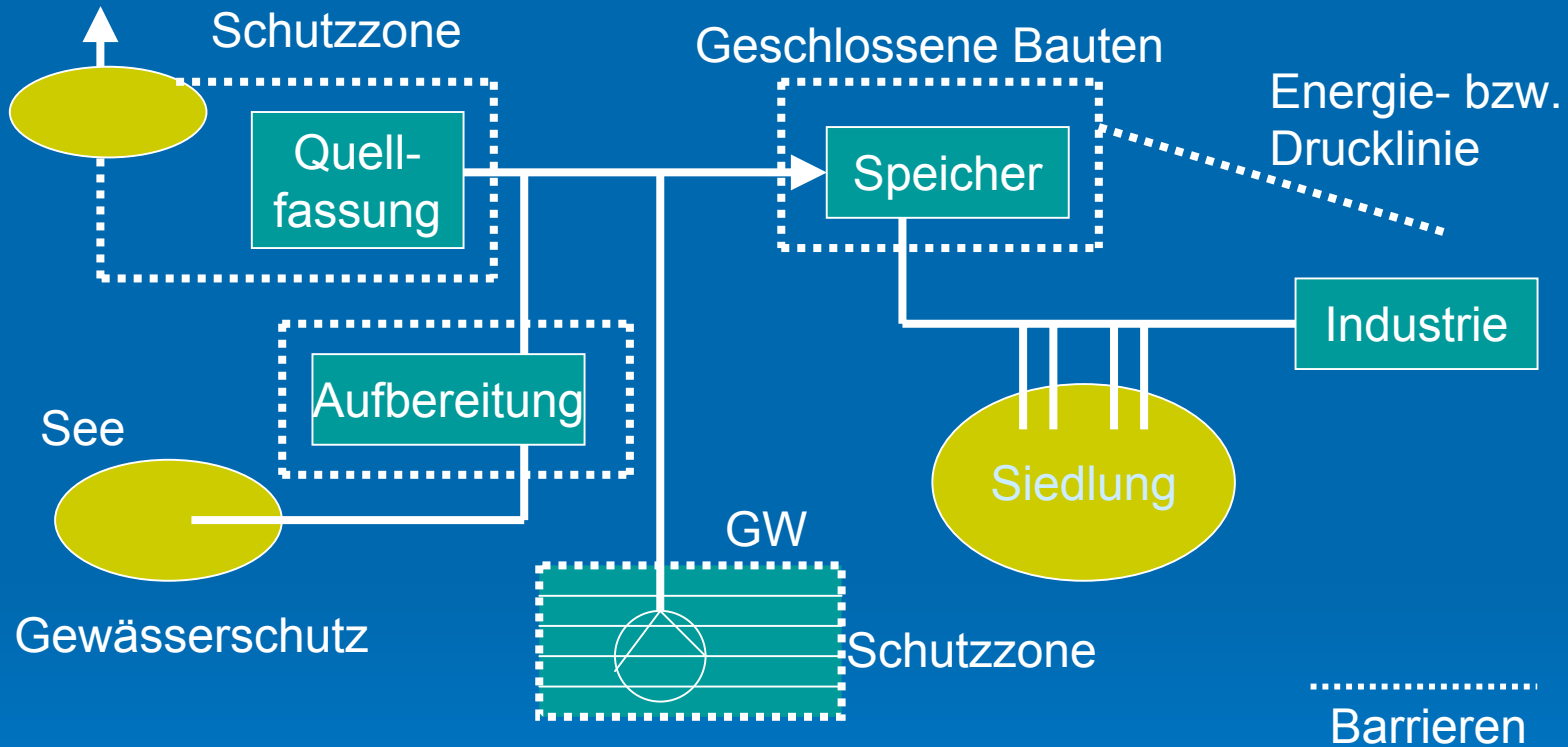 Schutzzone
Geschlossene Bauten
Energie- bzw.
Drucklinie
Quell-
fassung
Speicher
Industrie
Aufbereitung
See
Siedlung
GW
Gewässerschutz
Schutzzone
Barrieren